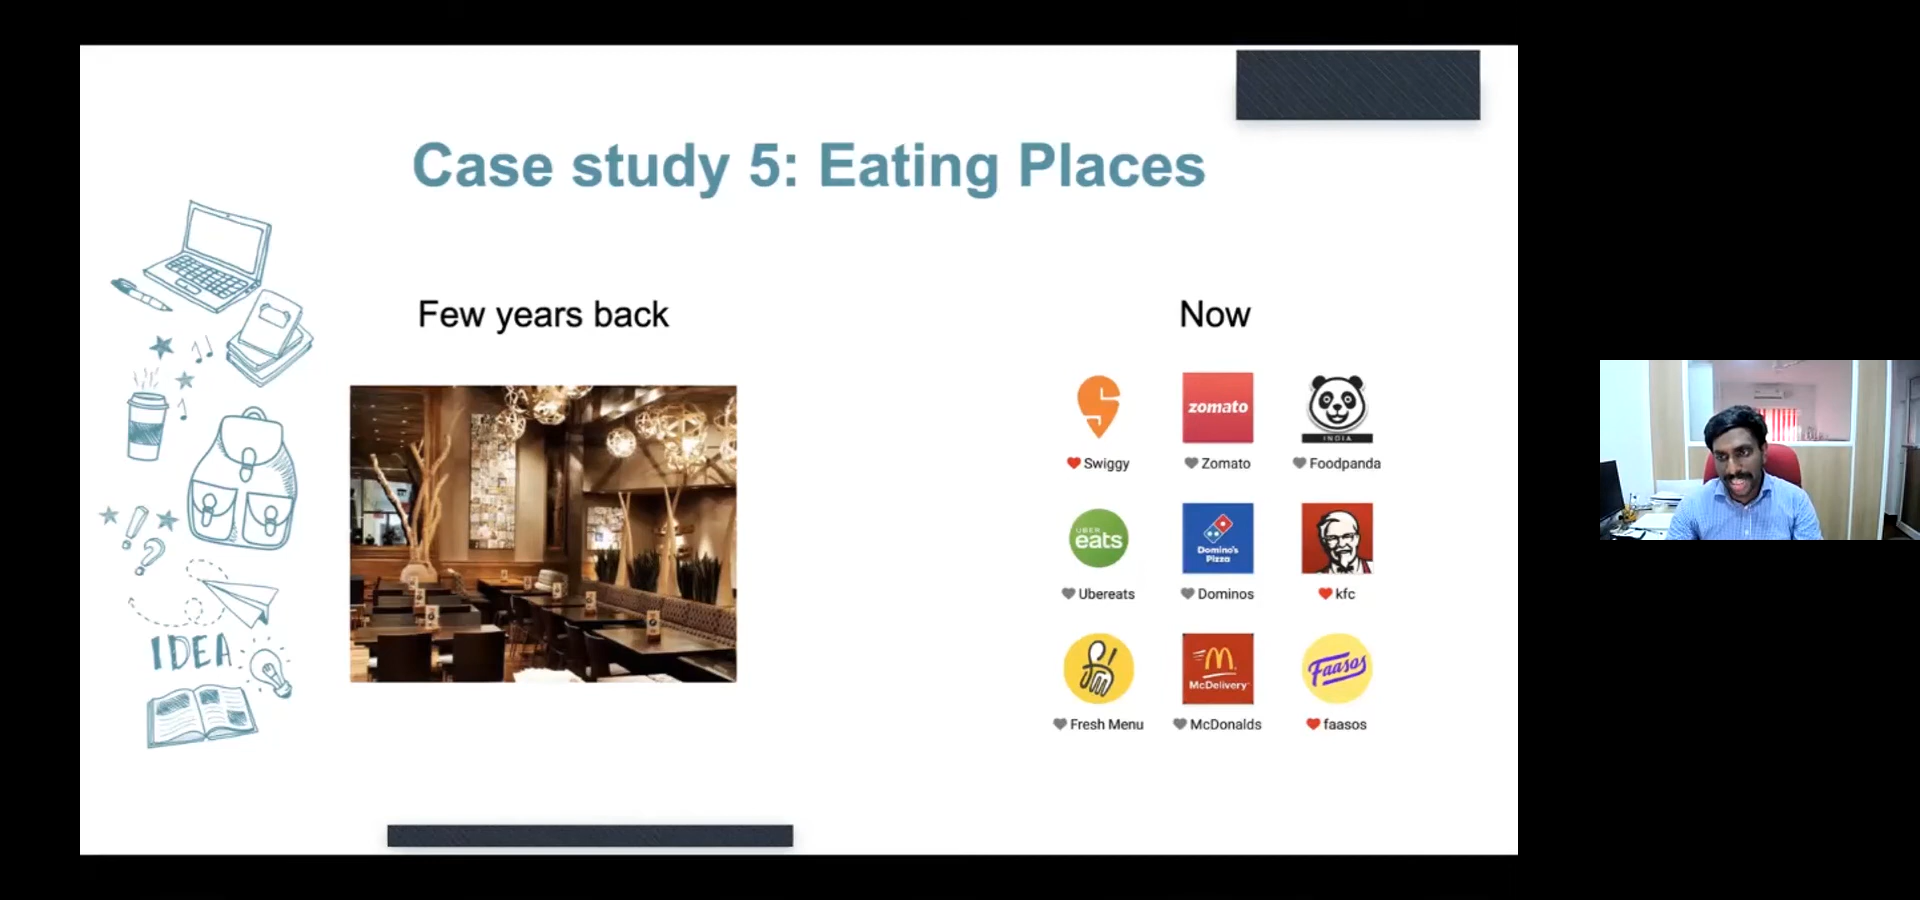 Case study 5: Eating Places
Few years back
Now
zomato
INDIA
Swiggy
Zomato
Foodpanda
UBER
eats
Domino's
Pizza
Ubereats
Dominos
kfc
McDelivery
Faasos
Fresh Menu
McDonalds
faasos
IDEA